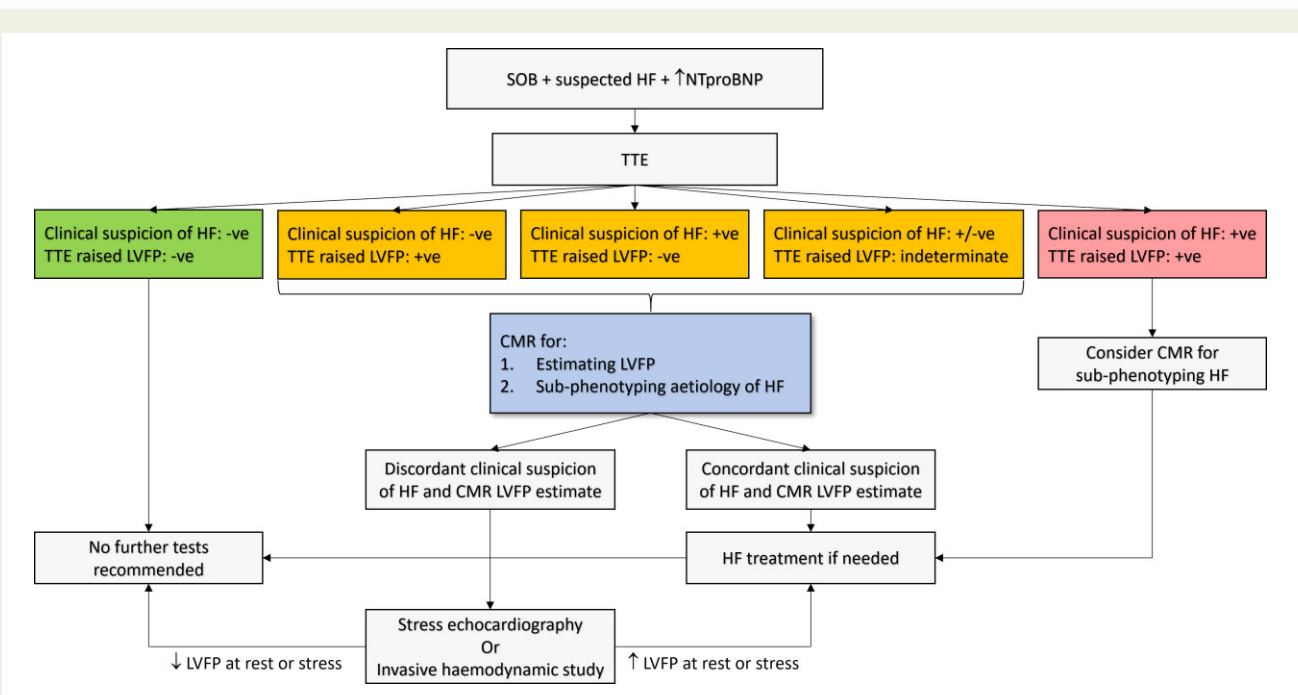 SOB + suspected HF + ↑NTproBNP
TTE
Clinical suspicion of HF: -ve
TTE raised LVFP: -ve
Clinical suspicion of HF: -ve
TTE raised LVFP: +ve
Clinical suspicion of HF: +ve
TTE raised LVFP: -ve
Clinical suspicion of HF: +/-ve
TTE raised LVFP: indeterminate
Clinical suspicion of HF: +ve
TTE raised LVFP: +ve
CMR for:
1. Estimating LVFP
2. Sub-phenotyping aetiology of HF
Consider CMR for
sub-phenotyping HF
Discordant clinical suspicion
of HF and CMR LVFP estimate
Concordant clinical suspicion
of HF and CMR LVFP estimate
No further tests
recommended
HF treatment if needed
Stress echocardiography
Or
Invasive haemodynamic study
↓ LVFP at rest or stress
↑ LVFP at rest or stress